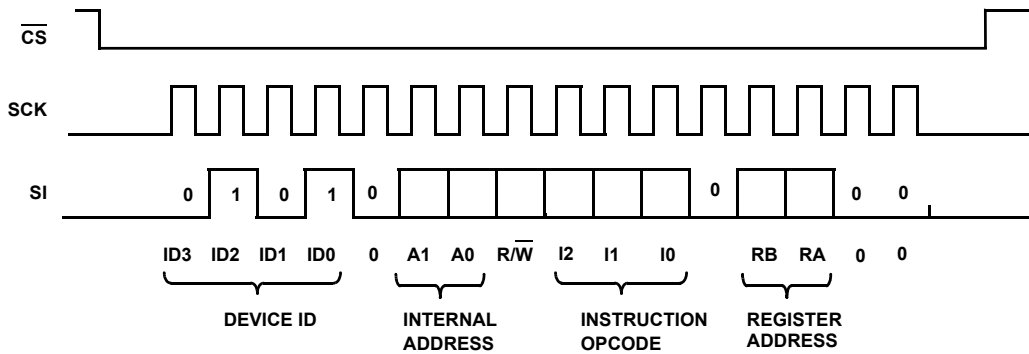 CS
SCK
SI 0 1 0 1 0 0 0 0
ID3 ID2 ID1 ID0 0 A1 A0 R/W I2 I1 I0 RB RA 0 0
DEVICE ID INTERNAL ADDRESS INSTRUCTION OPCODE REGISTER ADDRESS